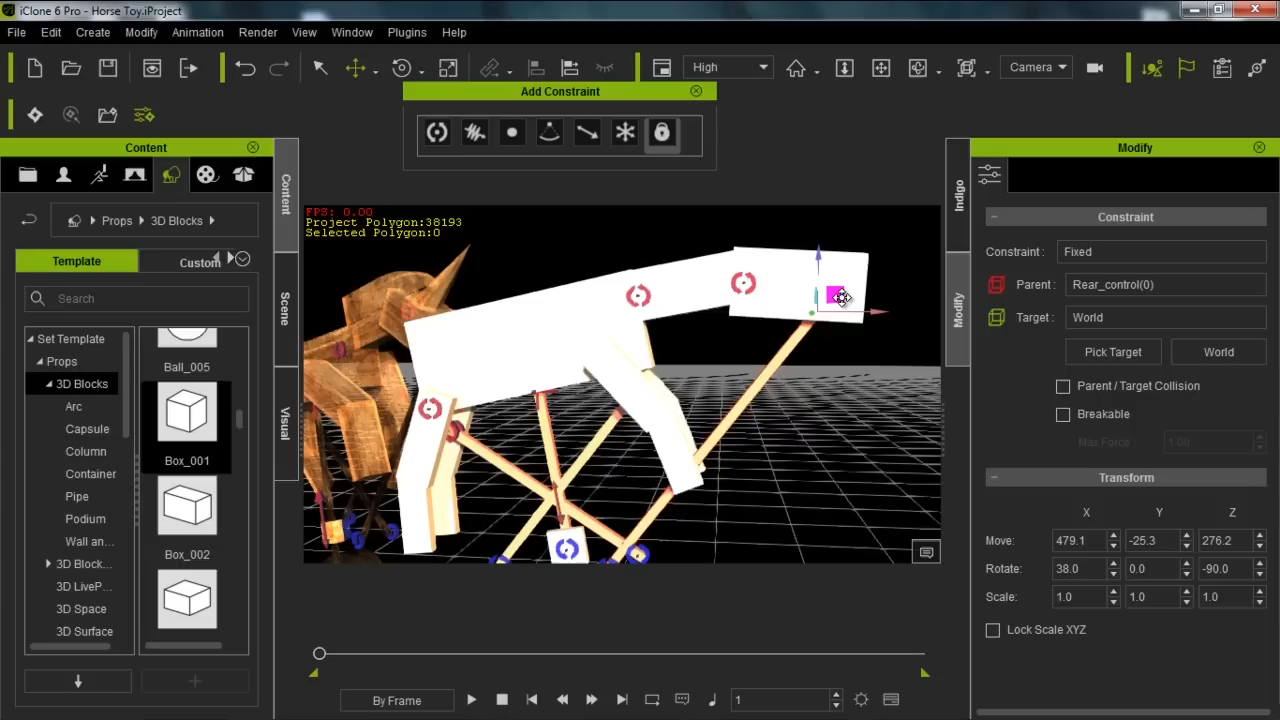 iClone 6 Pro - Horse Toy.iProject
File Edit Create Modify Animation Render View Window Plugins Help
High
Camera
Add Constraint
Content
Props
3D Blocks
Template
Custom
Search
Set Template
Props
3D Blocks
Arc
Capsule
Column
Container
Pipe
Podium
Wall an...
3D Block...
3D LiveP...
3D Space
3D Surface
Ball_005
Box_001
Box_002
Content
Scene
Visual
FPS: 0.00
Project Polygon:38193
Selected Polygon:0
By Frame
1
Indigo
Modify
Modify
Constraint
Constraint: Fixed
Parent: Rear_control(0)
Target: World
Pick Target
World
Parent / Target Collision
Breakable
Max Force 1.00
Transform
X Y Z
Move: 479.1 -25.3 276.2
Rotate: 38.0 0.0 -90.0
Scale: 1.0 1.0 1.0
Lock Scale XYZ